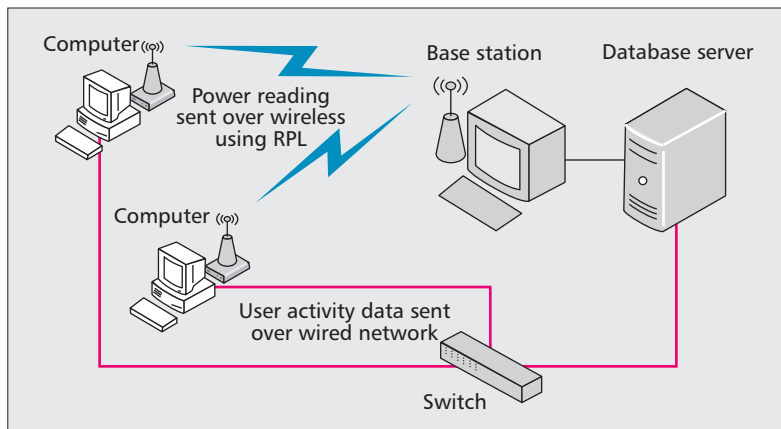 Computer
Base station
Database server
Power reading
sent over wireless
using RPL
Computer
User activity data sent
over wired network
Switch